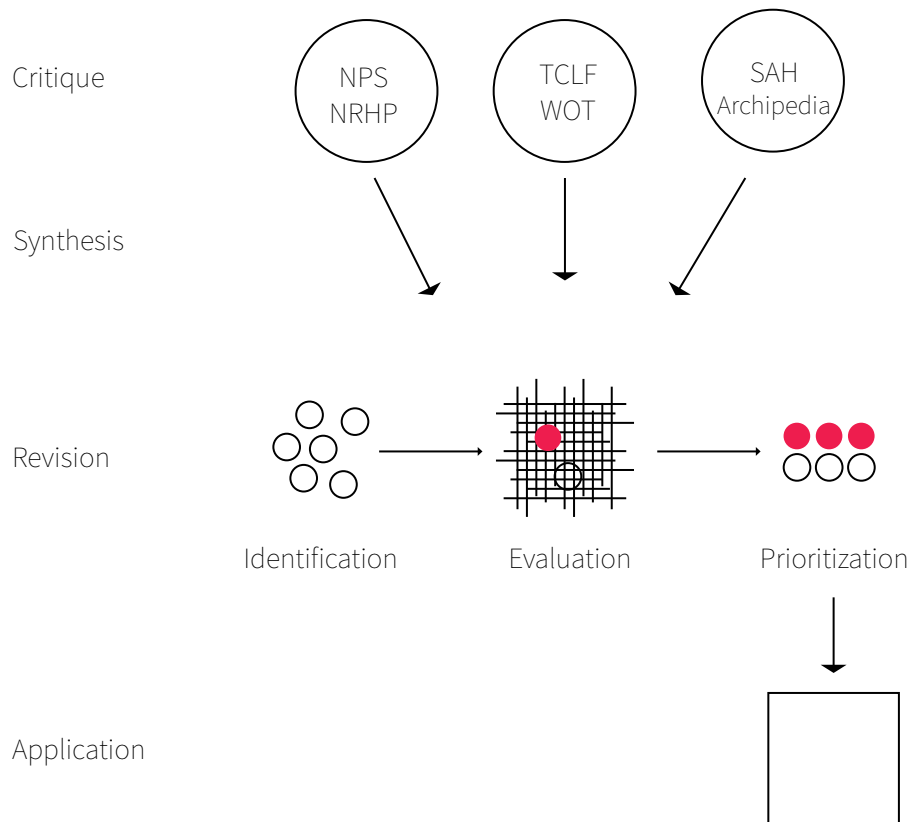 Critique
NPS
NRHP
TCLF
WOT
SAH
Archipedia
Synthesis
Revision
Identification
Evaluation
Prioritization
Application